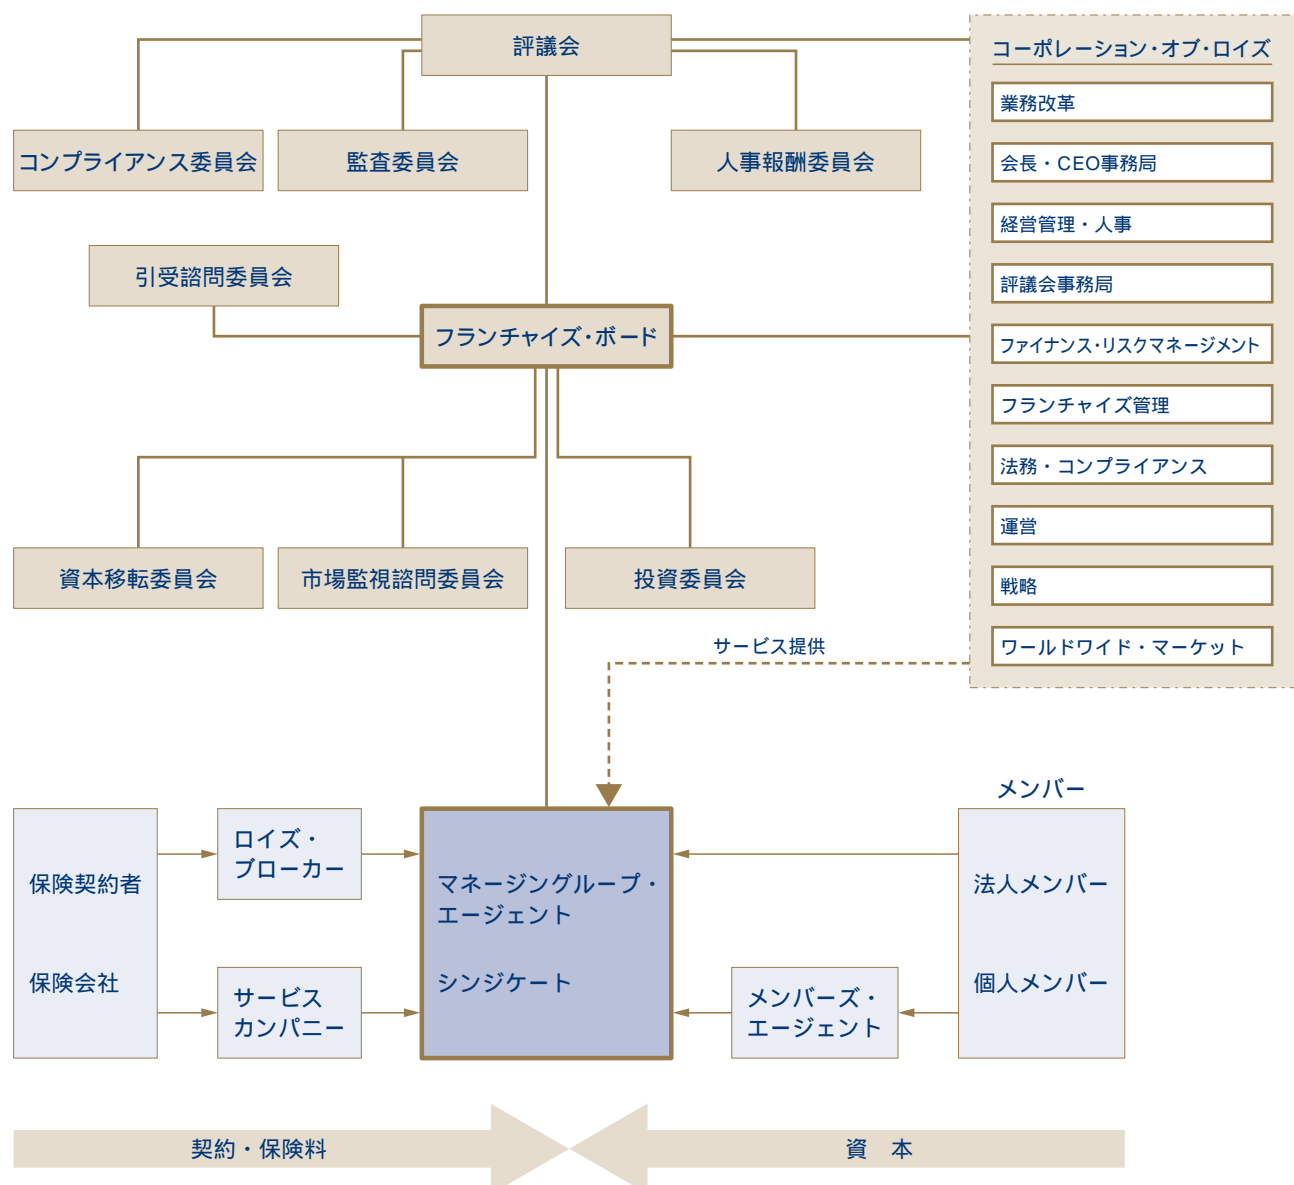 評議会
コーポレーション・オブ・ロイズ
業務改革
会長・CEO事務局
経営管理・人事
評議会事務局
ファイナンス・リスクマネージメント
フランチャイズ管理
法務・コンプライアンス
運営
戦略
ワールドワイド・マーケット
コンプライアンス委員会
監査委員会
人事報酬委員会
引受諮問委員会
フランチャイズ・ボード
資本移転委員会
市場監視諮問委員会
投資委員会
サービス提供
保険契約者
保険会社
ロイズ・
ブローカー
サービス
カンパニー
マネージングループ・
エージェント
シンジケート
メンバーズ・
エージェント
メンバー
法人メンバー
個人メンバー
契約・保険料
資　本